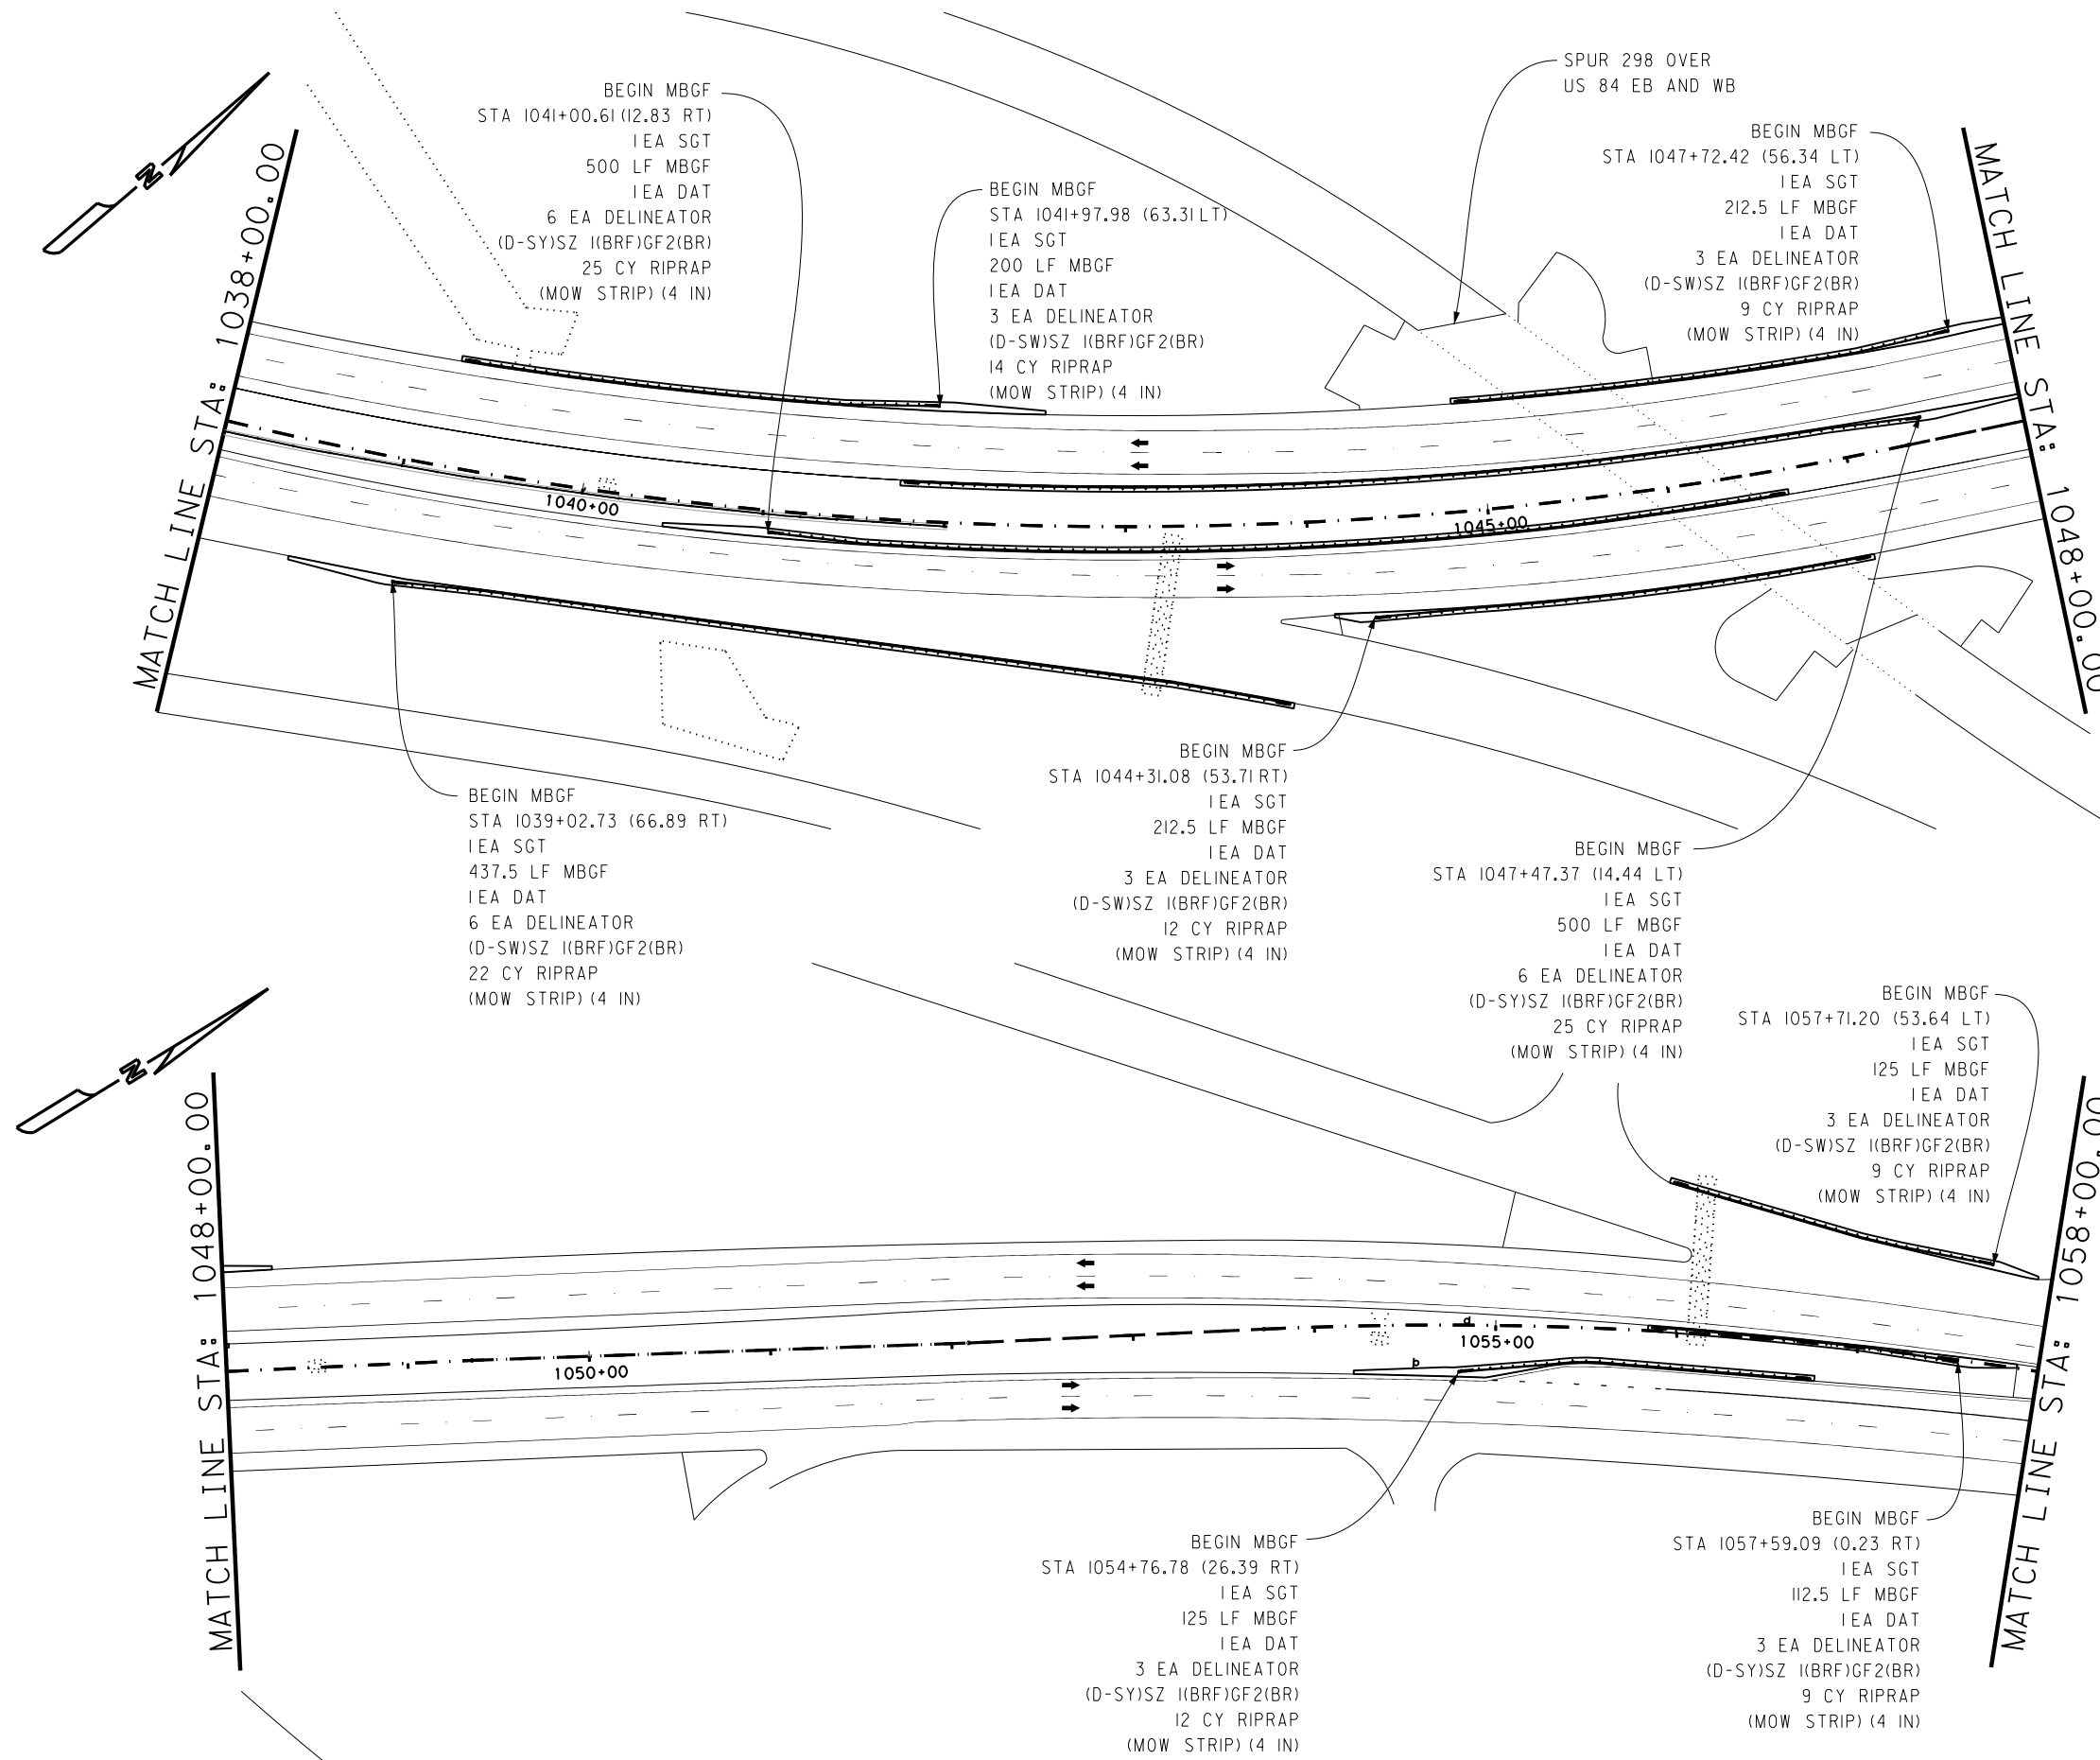 SPUR 298 OVER
US 84 EB AND WB
BEGIN MBGF
STA 1041+00.61 (12.83 RT)
1 EA SGT
500 LF MBGF
1 EA DAT
6 EA DELINEATOR
(D-SY)SZ 1(BRF)GF2(BR)
25 CY RIPRAP
(MOW STRIP) (4 IN)
BEGIN MBGF
STA 1041+97.98 (63.31 LT)
1 EA SGT
200 LF MBGF
1 EA DAT
3 EA DELINEATOR
(D-SW)SZ 1(BRF)GF2(BR)
14 CY RIPRAP
(MOW STRIP) (4 IN)
BEGIN MBGF
STA 1047+72.42 (56.34 LT)
1 EA SGT
212.5 LF MBGF
1 EA DAT
3 EA DELINEATOR
(D-SW)SZ 1(BRF)GF2(BR)
9 CY RIPRAP
(MOW STRIP) (4 IN)
N
MATCH LINE STA: 1038+00.00
MATCH LINE STA: 1048+00.00
1040+00
1045+00
BEGIN MBGF
STA 1039+02.73 (66.89 RT)
1 EA SGT
437.5 LF MBGF
1 EA DAT
6 EA DELINEATOR
(D-SW)SZ 1(BRF)GF2(BR)
22 CY RIPRAP
(MOW STRIP) (4 IN)
BEGIN MBGF
STA 1044+31.08 (53.71 RT)
1 EA SGT
212.5 LF MBGF
1 EA DAT
3 EA DELINEATOR
(D-SW)SZ 1(BRF)GF2(BR)
12 CY RIPRAP
(MOW STRIP) (4 IN)
BEGIN MBGF
STA 1047+47.37 (14.44 LT)
1 EA SGT
500 LF MBGF
1 EA DAT
6 EA DELINEATOR
(D-SY)SZ 1(BRF)GF2(BR)
25 CY RIPRAP
(MOW STRIP) (4 IN)
BEGIN MBGF
STA 1057+71.20 (53.64 LT)
1 EA SGT
125 LF MBGF
1 EA DAT
3 EA DELINEATOR
(D-SW)SZ 1(BRF)GF2(BR)
9 CY RIPRAP
(MOW STRIP) (4 IN)
N
MATCH LINE STA: 1048+00.00
MATCH LINE STA: 1058+00.00
1050+00
d
1055+00
b
BEGIN MBGF
STA 1054+76.78 (26.39 RT)
1 EA SGT
125 LF MBGF
1 EA DAT
3 EA DELINEATOR
(D-SY)SZ 1(BRF)GF2(BR)
12 CY RIPRAP
(MOW STRIP) (4 IN)
BEGIN MBGF
STA 1057+59.09 (0.23 RT)
1 EA SGT
112.5 LF MBGF
1 EA DAT
3 EA DELINEATOR
(D-SY)SZ 1(BRF)GF2(BR)
9 CY RIPRAP
(MOW STRIP) (4 IN)